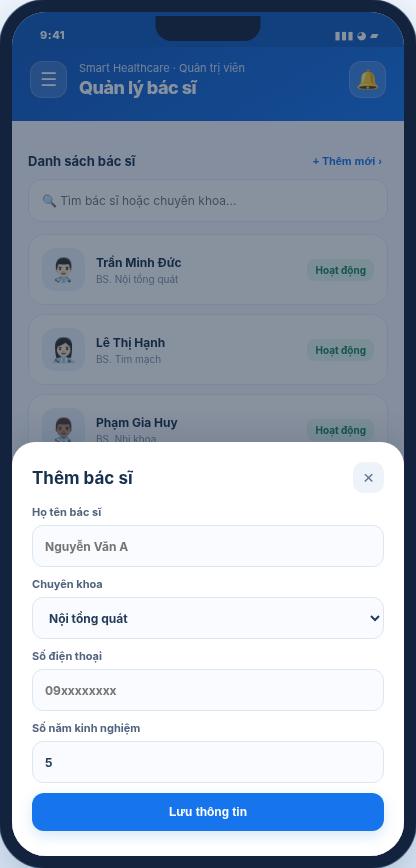 9:41
Smart Healthcare · Quản trị viên
Quản lý bác sĩ
Danh sách bác sĩ
+ Thêm mới ›
Tìm bác sĩ hoặc chuyên khoa...
Trần Minh Đức
BS. Nội tổng quát
Hoạt động
Lê Thị Hạnh
BS. Tim mạch
Hoạt động
Phạm Gia Huy
BS. Nhi khoa
Hoạt động
Thêm bác sĩ
Họ tên bác sĩ
Nguyễn Văn A
Chuyên khoa
Nội tổng quát
Số điện thoại
09xxxxxxxx
Số năm kinh nghiệm
5
Lưu thông tin